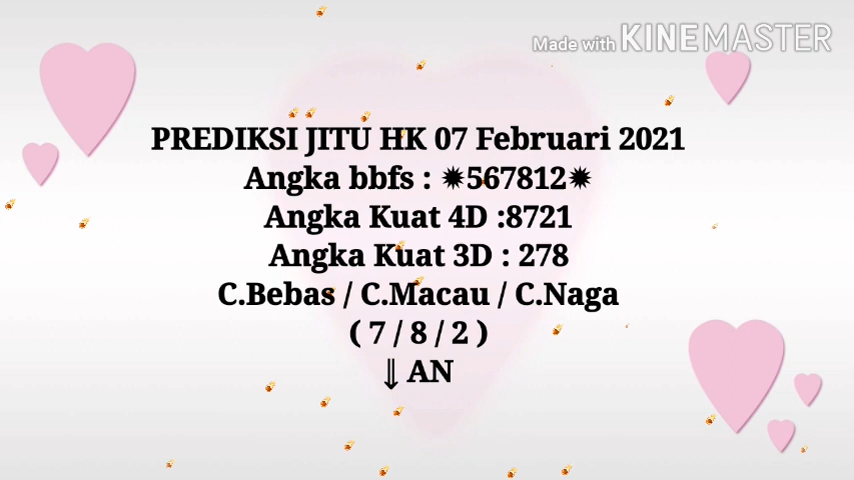 Made with KINEMASTER
PREDIKSI JITU HK 07 Februari 2021
Angka bbfs : ✹567812✹
Angka Kuat 4D :8721
Angka Kuat 3D : 278
C.Bebas / C.Macau / C.Naga
( 7 / 8 / 2 )
⇓ AN